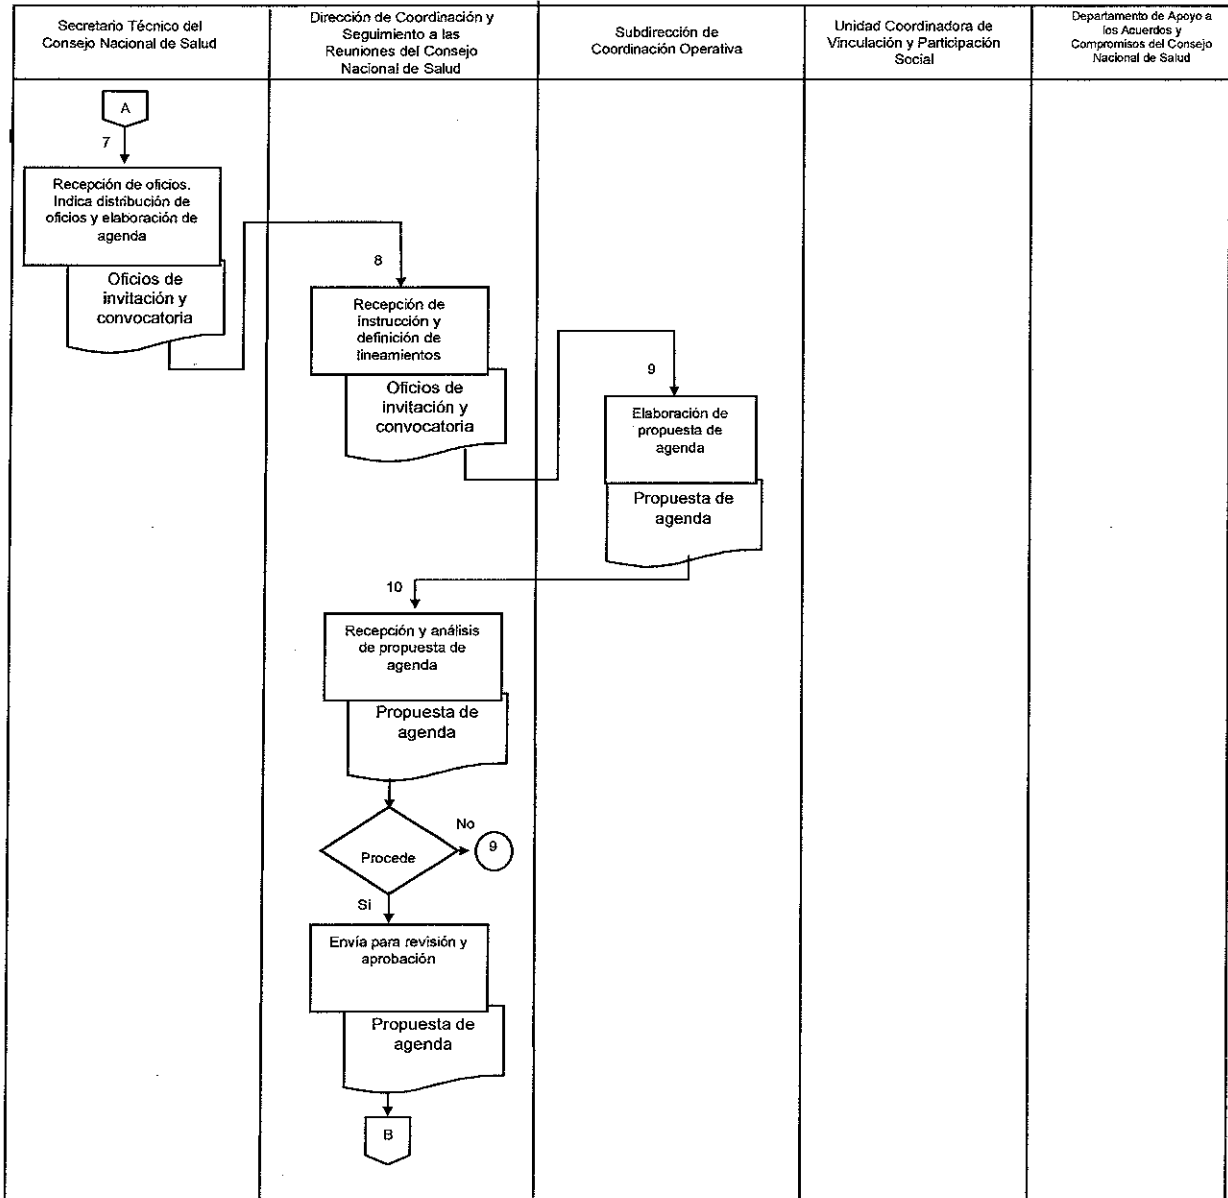 Secretario Técnico del
Consejo Nacional de Salud
Dirección de Coordinación y
Seguimiento a las
Reuniones del Consejo
Nacional de Salud
Subdirección de
Coordinación Operativa
Unidad Coordinadora de
Vinculación y Participación
Social
Departamento de Apoyo a
los Acuerdos y
Compromisos del Consejo
Nacional de Salud
A
7
Recepción de oficios.
Indica distribución de
oficios y elaboración de
agenda
Oficios de
invitación y
convocatoria
8
Recepción de
instrucción y
definición de
lineamientos
Oficios de
invitación y
convocatoria
9
Elaboración de
propuesta de
agenda
Propuesta de
agenda
10
Recepción y análisis
de propuesta de
agenda
Propuesta de
agenda
Procede
No
9
Si
Envía para revisión y
aprobación
Propuesta de
agenda
B